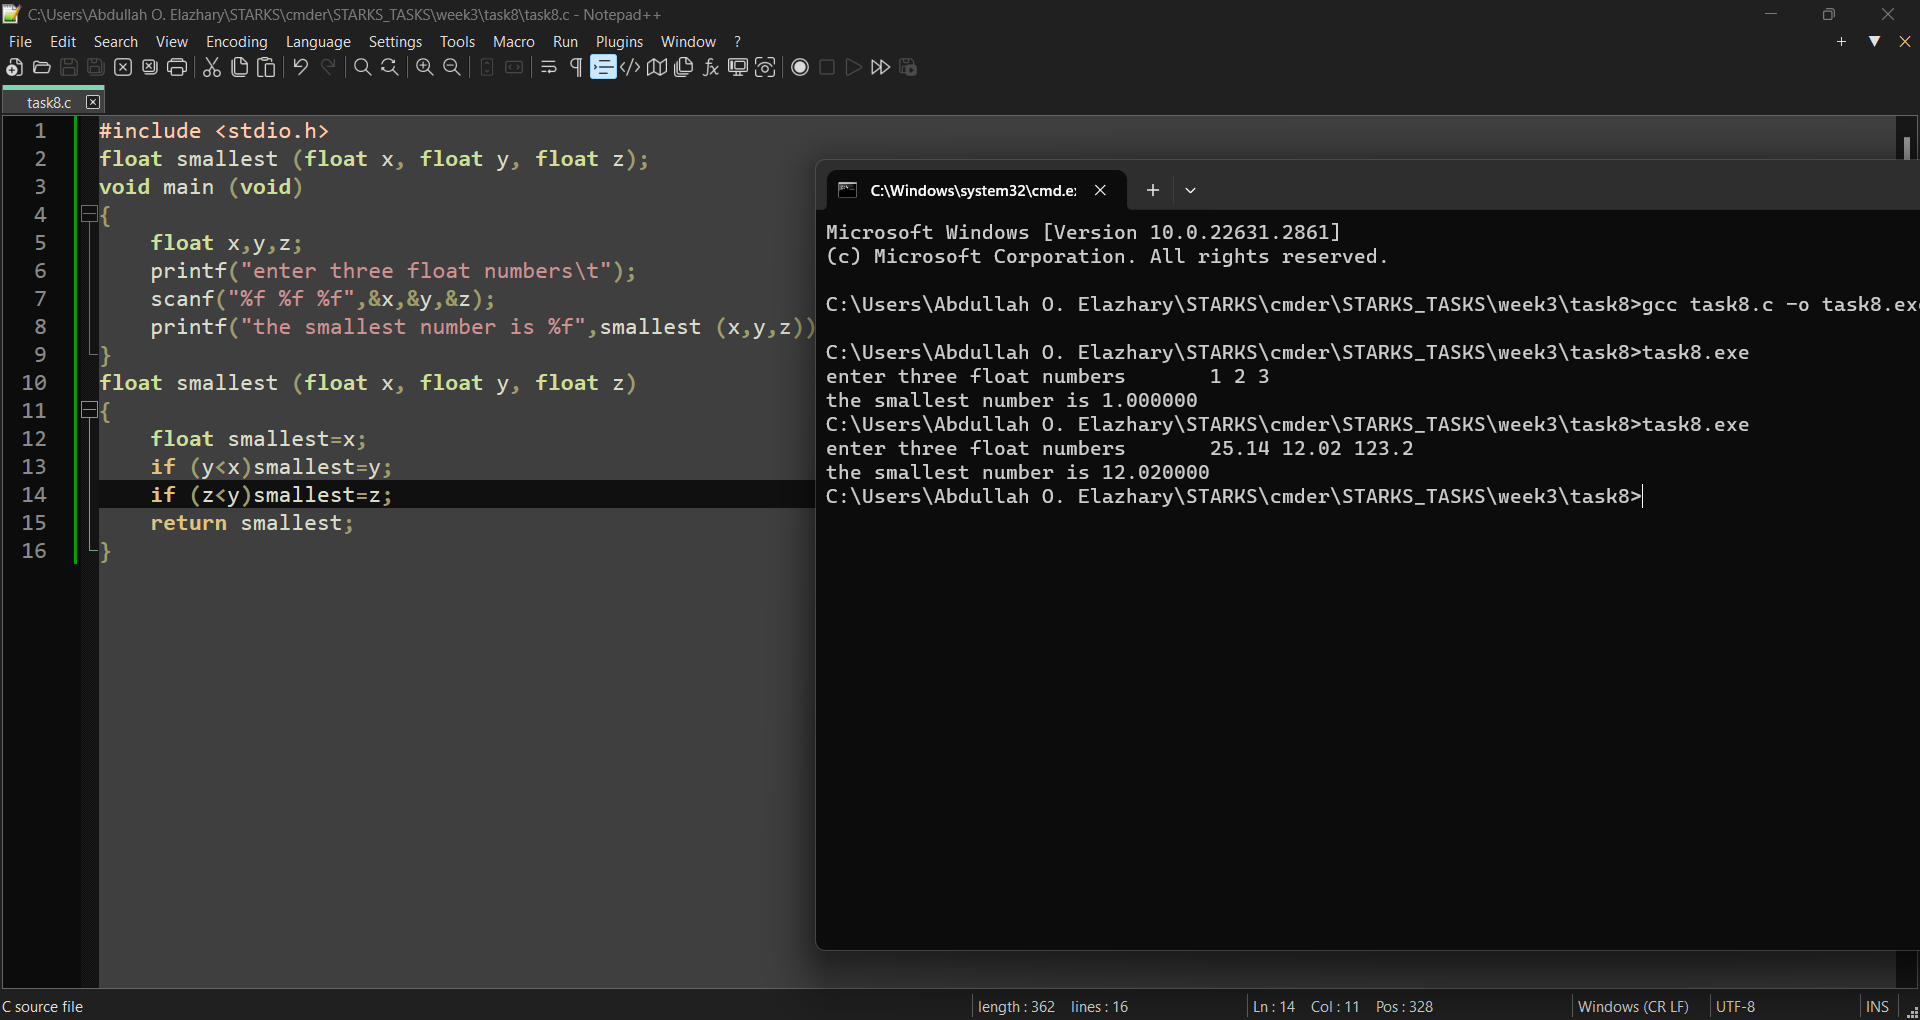 C:\Users\Abdullah O. Elazhary\STARKS\cmder\STARKS_TASKS\week3\task8\task8.c - Notepad++
File Edit Search View Encoding Language Settings Tools Macro Run Plugins Window ?
task8.c
1 #include <stdio.h>
2 float smallest (float x, float y, float z);
3 void main (void)
4 {
5 float x,y,z;
6 printf("enter three float numbers\t");
7 scanf("%f %f %f",&x,&y,&z);
8 printf("the smallest number is %f",smallest (x,y,z))
9 }
10 float smallest (float x, float y, float z)
11 {
12 float smallest=x;
13 if (y<x)smallest=y;
14 if (z<y)smallest=z;
15 return smallest;
16 }
C:\Windows\system32\cmd.e
Microsoft Windows [Version 10.0.22631.2861]
(c) Microsoft Corporation. All rights reserved.
C:\Users\Abdullah O. Elazhary\STARKS\cmder\STARKS_TASKS\week3\task8>gcc task8.c -o task8.ex
C:\Users\Abdullah O. Elazhary\STARKS\cmder\STARKS_TASKS\week3\task8>task8.exe
enter three float numbers 1 2 3
the smallest number is 1.000000
C:\Users\Abdullah O. Elazhary\STARKS\cmder\STARKS_TASKS\week3\task8>task8.exe
enter three float numbers 25.14 12.02 123.2
the smallest number is 12.020000
C:\Users\Abdullah O. Elazhary\STARKS\cmder\STARKS_TASKS\week3\task8>
C source file length : 362 lines : 16 Ln : 14 Col : 11 Pos : 328 Windows (CR LF) UTF-8 INS